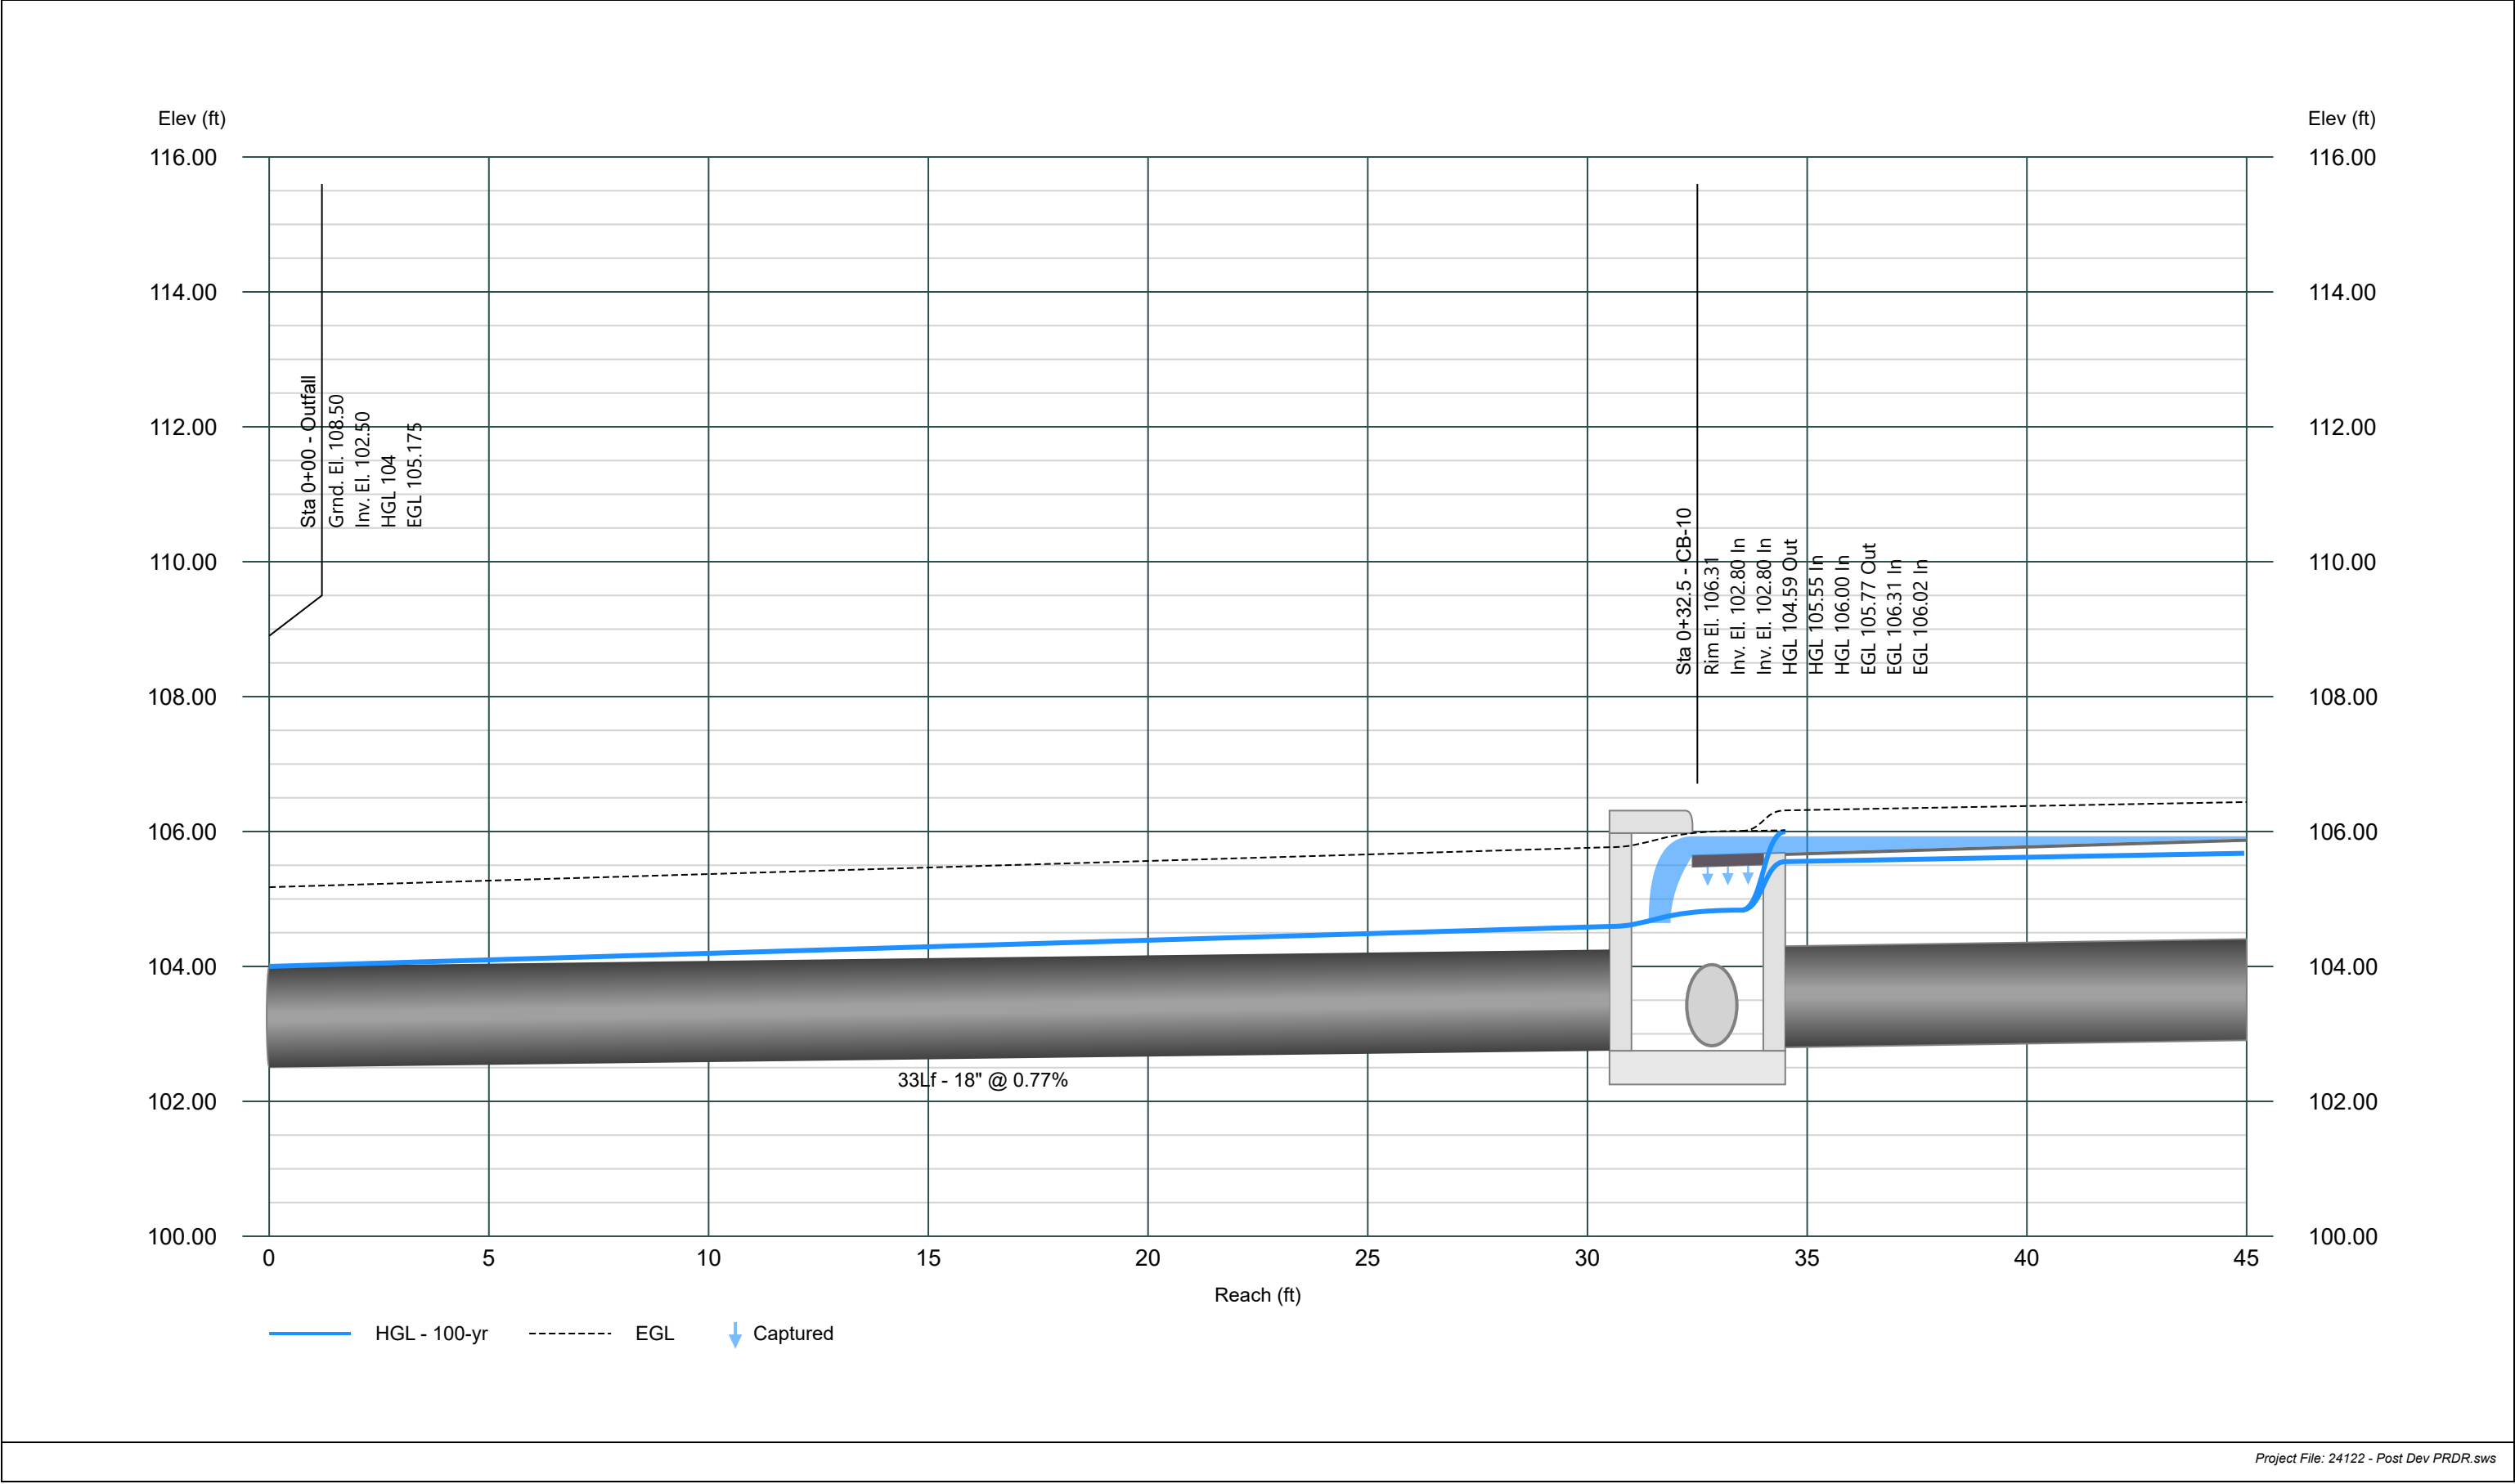 Elev (ft)
Elev (ft)
116.00
116.00
114.00
114.00
112.00
112.00
110.00
110.00
108.00
108.00
106.00
106.00
104.00
104.00
102.00
102.00
100.00
100.00
Sta 0+00 - Outfall
Grnd. El. 108.50
Inv. El. 102.50
HGL 104
EGL 105.175
Sta 0+32.5 - CB-10
Rim El. 106.31
Inv. El. 102.80 In
Inv. El. 102.80 In
HGL 104.59 Out
HGL 105.55 In
HGL 106.00 In
EGL 105.77 Out
EGL 106.31 In
EGL 106.02 In
33Lf - 18" @ 0.77%
0 5 10 15 20 25 30 35 40 45
Reach (ft)
HGL - 100-yr EGL Captured
Project File: 24122 - Post Dev PRDR.sws